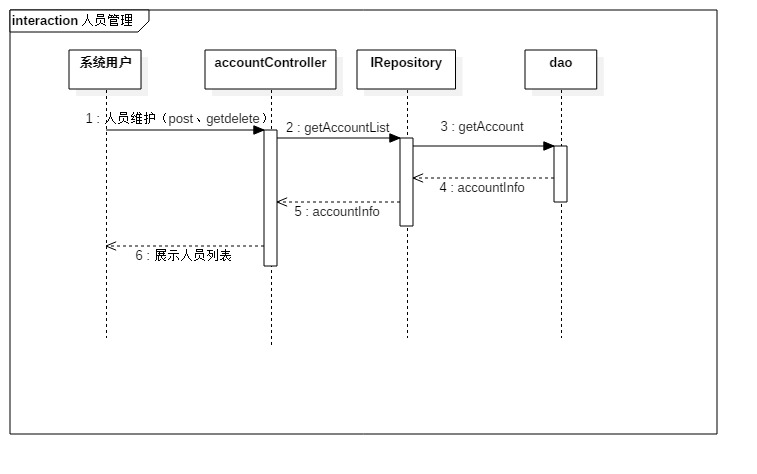 interaction 人员管理
系统用户
accountController
IRepository
dao
1 : 人员维护（post、getdelete）
2 : getAccountList
3 : getAccount
4 : accountInfo
5 : accountInfo
6 : 展示人员列表